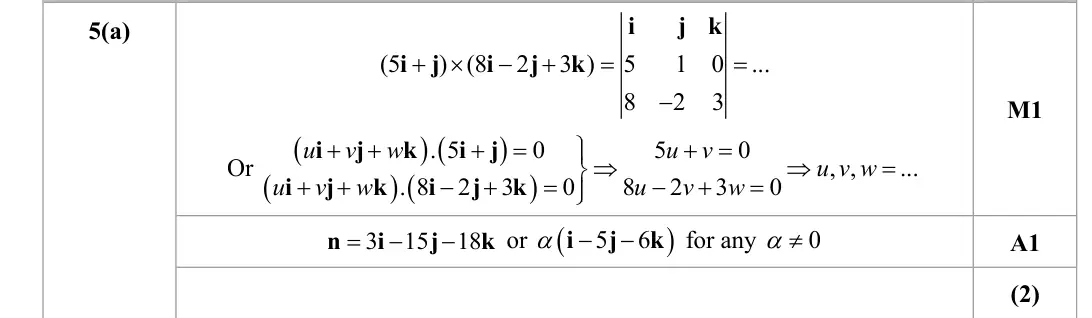 5(a)
(5i + j)×(8i − 2j + 3k) = |i j k; 5 1 0; 8 −2 3| = ...
M1
Or (ui + vj + wk).(5i + j) = 0
(ui + vj + wk).(8i − 2j + 3k) = 0} ⇒ 5u + v = 0
8u − 2v + 3w = 0 ⇒ u, v, w = ...
n = 3i − 15j − 18k or α(i − 5j − 6k) for any α ≠ 0
A1
(2)